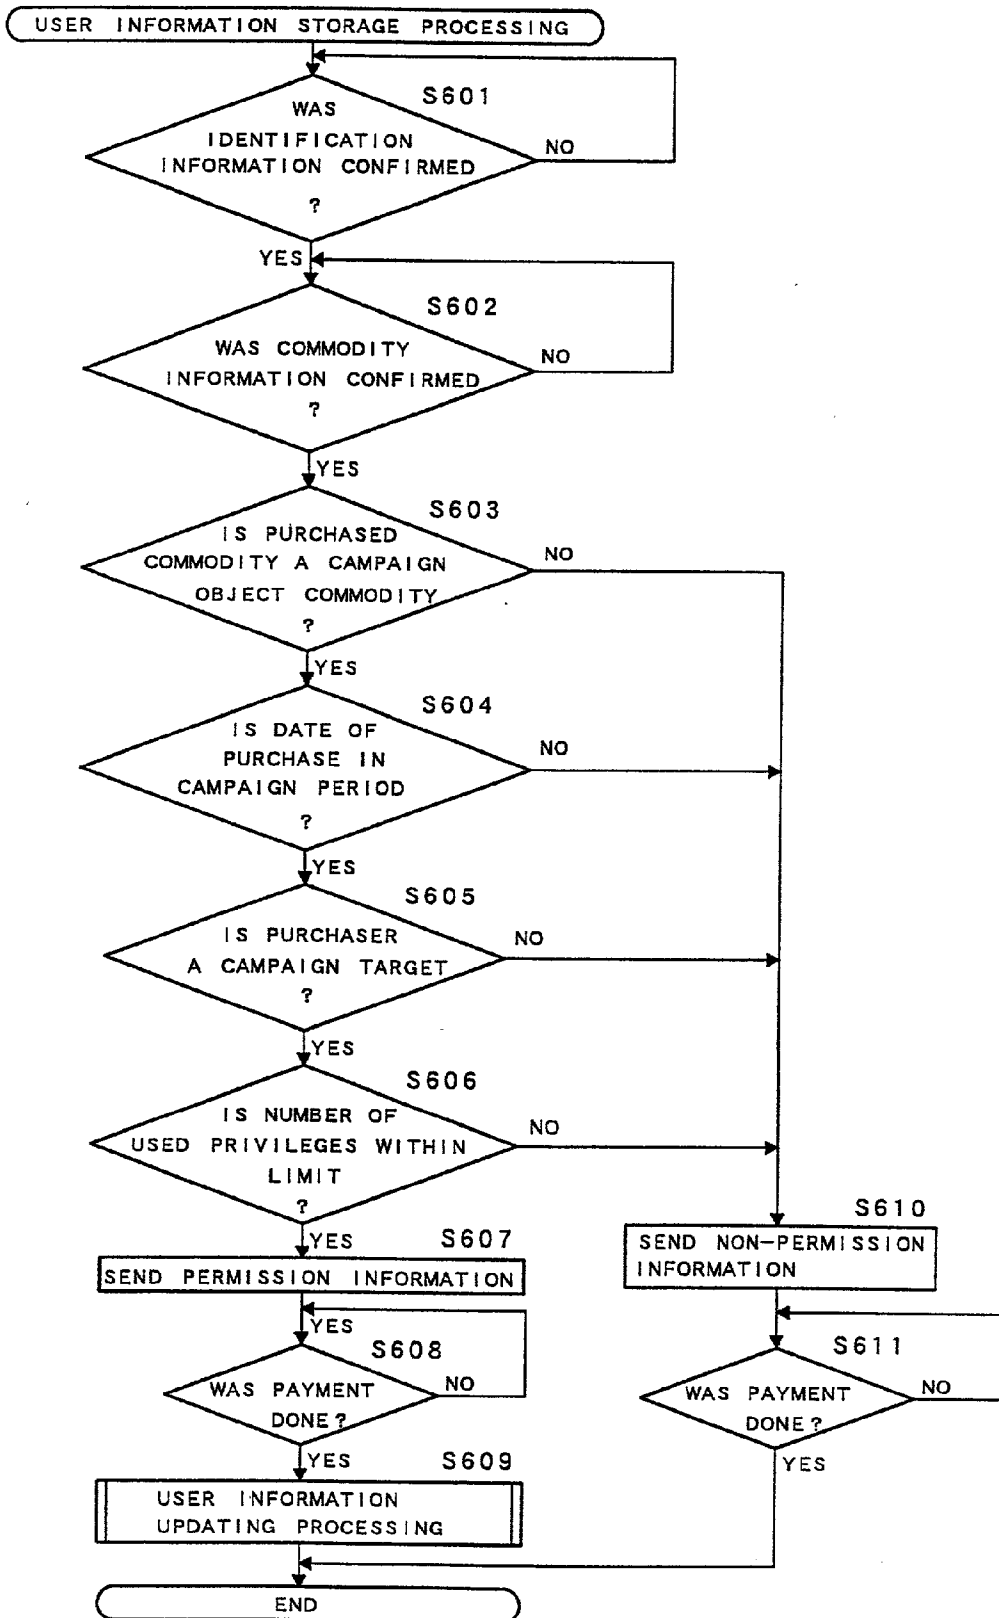 USER INFORMATION STORAGE PROCESSING
S601
WAS
IDENTIFICATION
INFORMATION CONFIRMED
?
NO
YES
S602
WAS COMMODITY
INFORMATION CONFIRMED
?
NO
YES
S603
IS PURCHASED
COMMODITY A CAMPAIGN
OBJECT COMMODITY
?
NO
YES
S604
IS DATE OF
PURCHASE IN
CAMPAIGN PERIOD
?
NO
YES
S605
IS PURCHASER
A CAMPAIGN TARGET
?
NO
YES
S606
IS NUMBER OF
USED PRIVILEGES WITHIN
LIMIT
?
NO
YES
S607
SEND PERMISSION INFORMATION
S610
SEND NON-PERMISSION
INFORMATION
YES
S608
WAS PAYMENT
DONE?
NO
S611
WAS PAYMENT
DONE?
NO
YES
YES
S609
USER INFORMATION
UPDATING PROCESSING
END